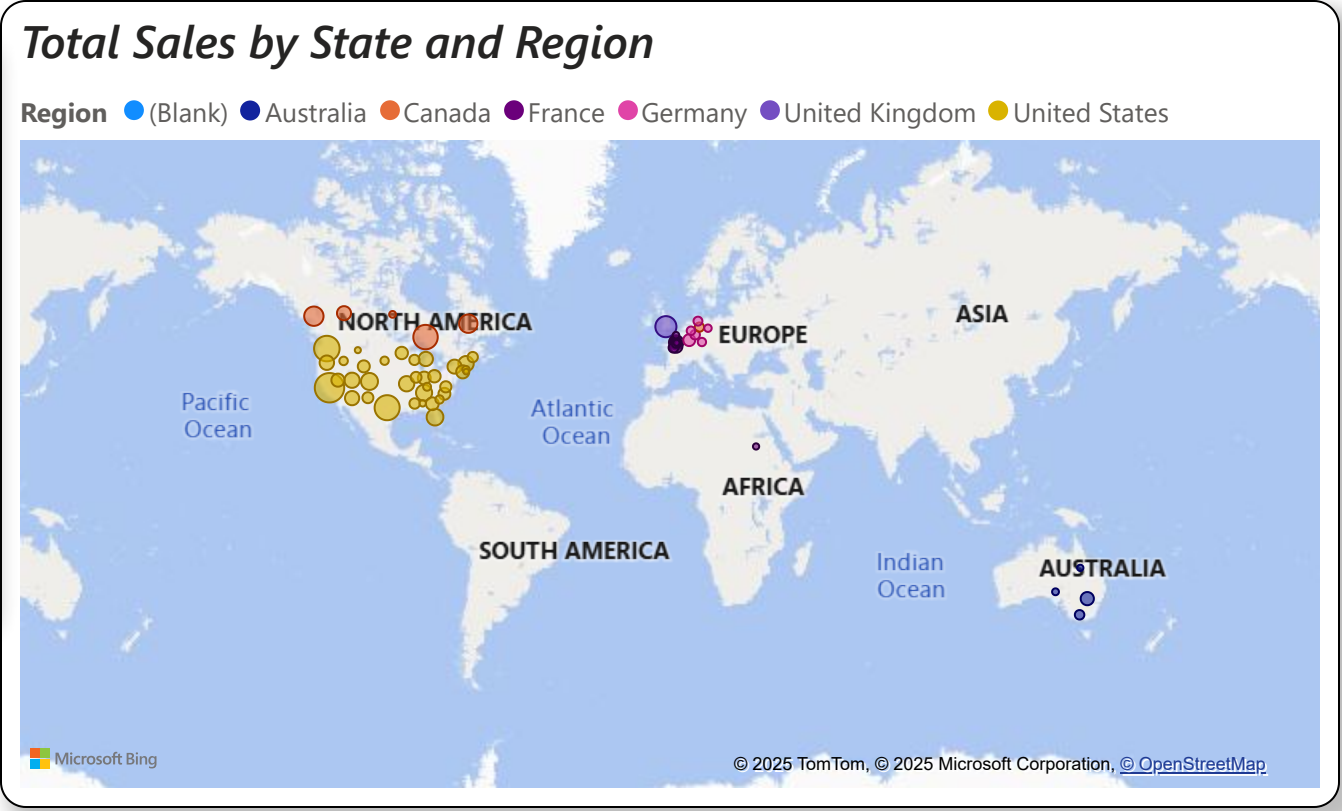 Total Sales by State and Region
Region (Blank) Australia Canada France Germany United Kingdom United States
NORTH AMERICA
ASIA
EUROPE
Pacific
Ocean
Atlantic
Ocean
AFRICA
SOUTH AMERICA
Indian
Ocean
AUSTRALIA
Microsoft Bing
© 2025 TomTom, © 2025 Microsoft Corporation, © OpenStreetMap